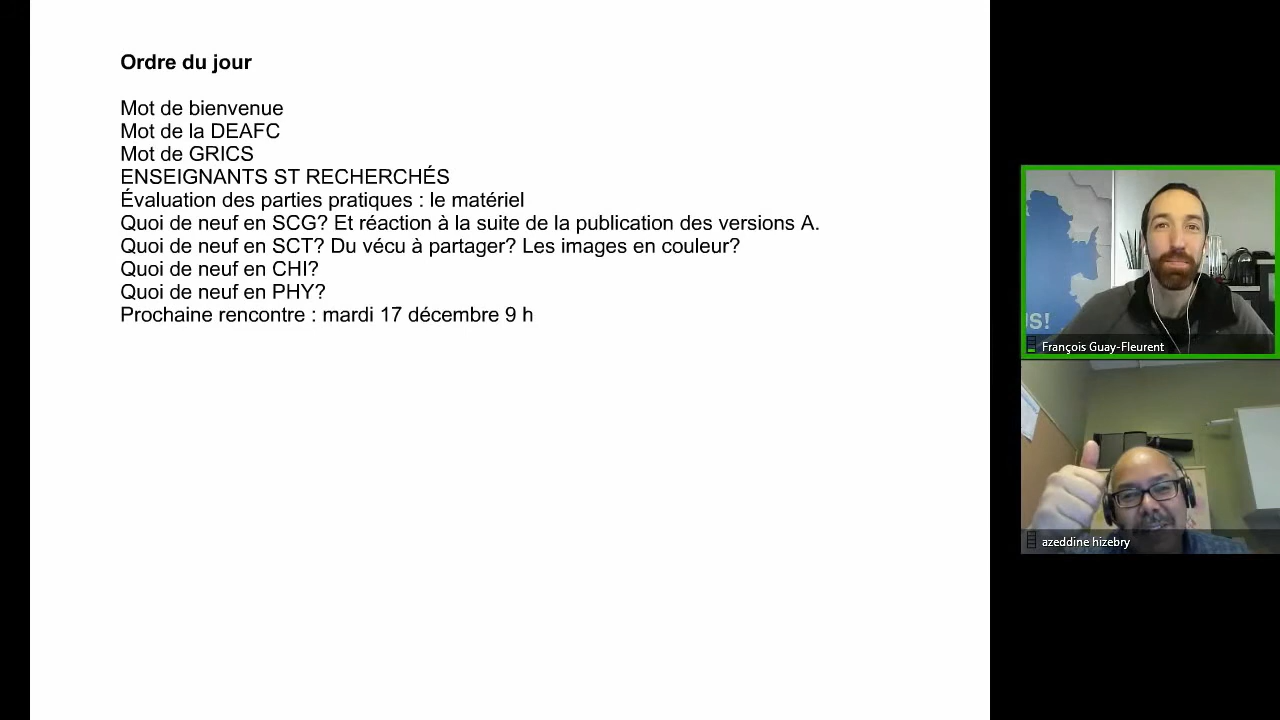 Ordre du jour
Mot de bienvenue
Mot de la DEAFC
Mot de GRICS
ENSEIGNANTS ST RECHERCHÉS
Évaluation des parties pratiques : le matériel
Quoi de neuf en SCG? Et réaction à la suite de la publication des versions A.
Quoi de neuf en SCT? Du vécu à partager? Les images en couleur?
Quoi de neuf en CHI?
Quoi de neuf en PHY?
Prochaine rencontre : mardi 17 décembre 9 h
US!
François Guay-Fleurent
azeddine hizebry